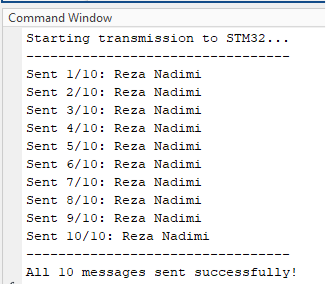 Command Window
Starting transmission to STM32...
---------------------------------
Sent 1/10: Reza Nadimi
Sent 2/10: Reza Nadimi
Sent 3/10: Reza Nadimi
Sent 4/10: Reza Nadimi
Sent 5/10: Reza Nadimi
Sent 6/10: Reza Nadimi
Sent 7/10: Reza Nadimi
Sent 8/10: Reza Nadimi
Sent 9/10: Reza Nadimi
Sent 10/10: Reza Nadimi
---------------------------------
All 10 messages sent successfully!